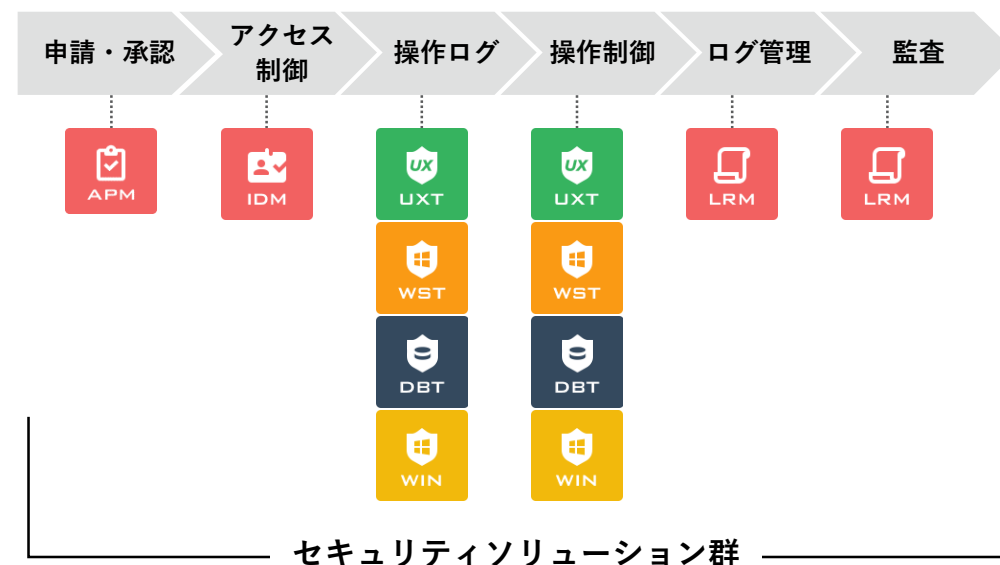 申請・承認
アクセス
制御
操作ログ
操作制御
ログ管理
監査
APM
IDM
UX
UXT
UX
UXT
LRM
LRM
WST
WST
DBT
DBT
WIN
WIN
セキュリティソリューション群